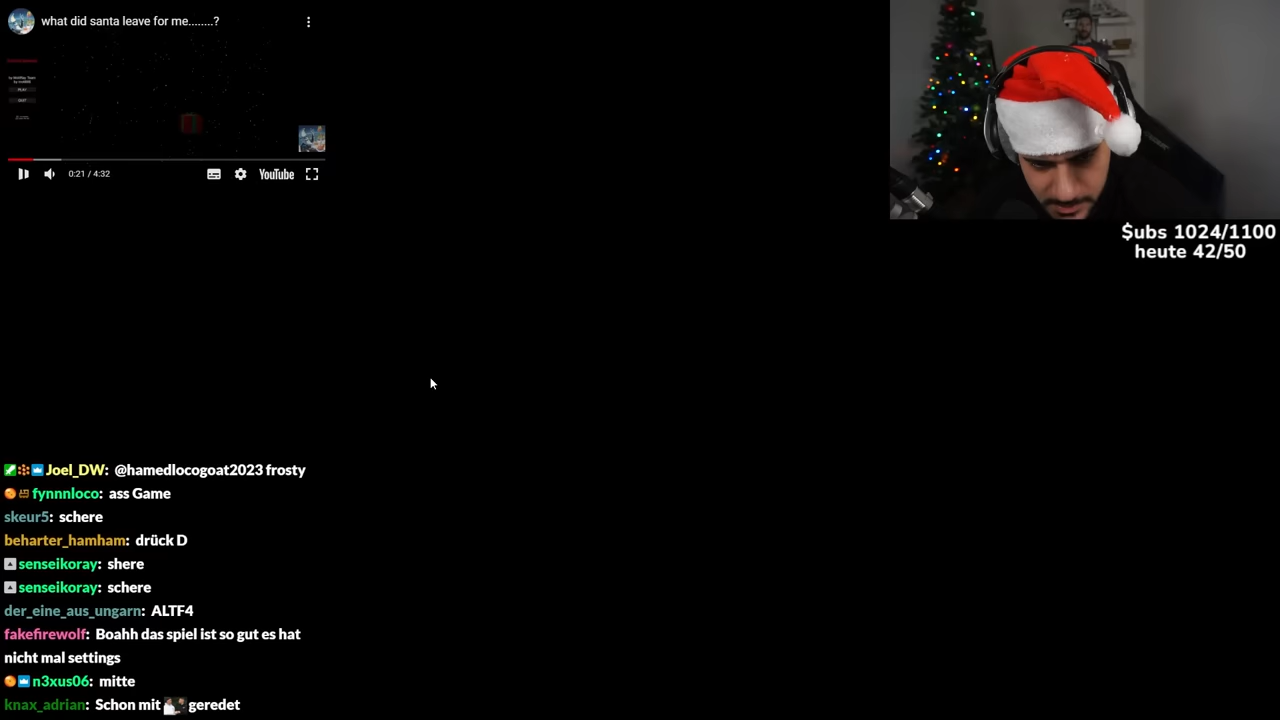 what did santa leave for me........?
PLAY
0:21 / 4:32
YouTube
$ubs 1024/1100
heute 42/50
Joel_DW: @hamedlocogoat2023 frosty
fynnnloco: ass Game
skeur5: schere
beharter_hamham: drück D
senseikoray: shere
senseikoray: schere
der_eine_aus_ungarn: ALTF4
fakefirewolf: Boahh das spiel ist so gut es hat
nicht mal settings
n3xus06: mitte
knax_adrian: Schon mit geredet